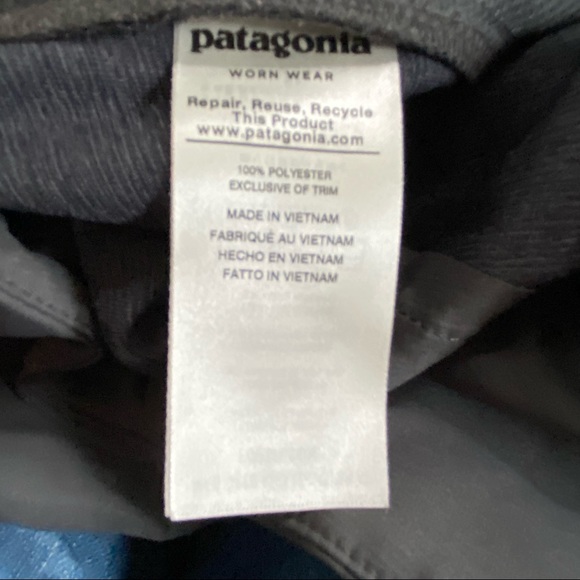 patagonia
WORN WEAR
Repair, Reuse, Recycle
This Product
www.patagonia.com
100% POLYESTER
EXCLUSIVE OF TRIM
MADE IN VIETNAM
FABRIQUÉ AU VIETNAM
HECHO EN VIETNAM
FATTO IN VIETNAM